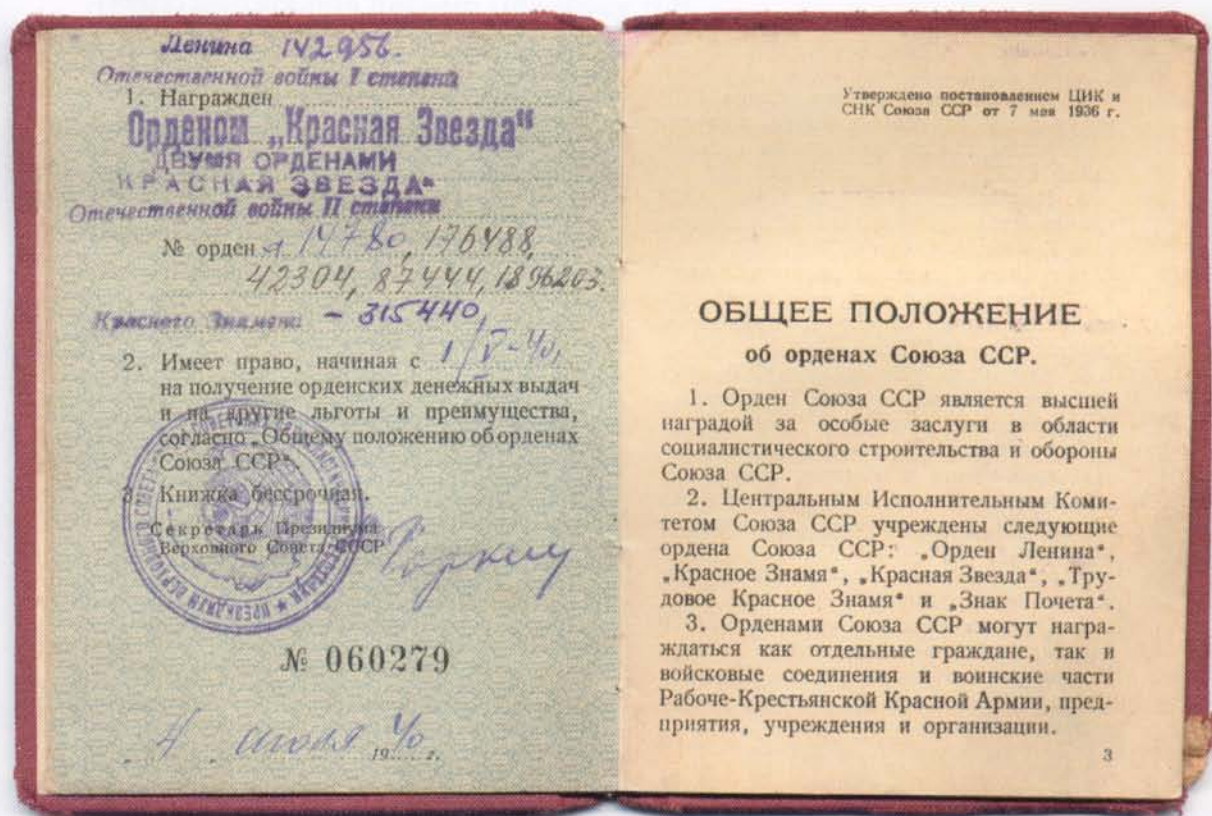 Ленина 142956.
Отечественной войны I степени
1. Награжден
Орденом „Красная Звезда"
ДВУМЯ ОРДЕНАМИ
КРАСНАЯ ЗВЕЗДА"
Отечественной войны II степени
№ орден 14780, 176488,
42304, 87444, 1896203.
Красного Знамени - 315440,
2. Имеет право, начиная с 1/V-40,
на получение орденских денежных выдач
и на другие льготы и преимущества,
согласно „Общему положению об орденах
Союза ССР".
3. Книжка бессрочная.
Секретарь Президиума
Верховного Совета СССР
Горкин
№ 060279
4 июля 1940 г.
Утверждено постановлением ЦИК и
СНК Союза ССР от 7 мая 1936 г.
ОБЩЕЕ ПОЛОЖЕНИЕ
об орденах Союза ССР.
1. Орден Союза ССР является высшей
наградой за особые заслуги в области
социалистического строительства и обороны
Союза ССР.
2. Центральным Исполнительным Коми-
тетом Союза ССР учреждены следующие
ордена Союза ССР: „Орден Ленина",
„Красное Знамя", „Красная Звезда", „Тру-
довое Красное Знамя" и „Знак Почета".
3. Орденами Союза ССР могут награ-
ждаться как отдельные граждане, так и
войсковые соединения и воинские части
Рабоче-Крестьянской Красной Армии, пред-
приятия, учреждения и организации.
3